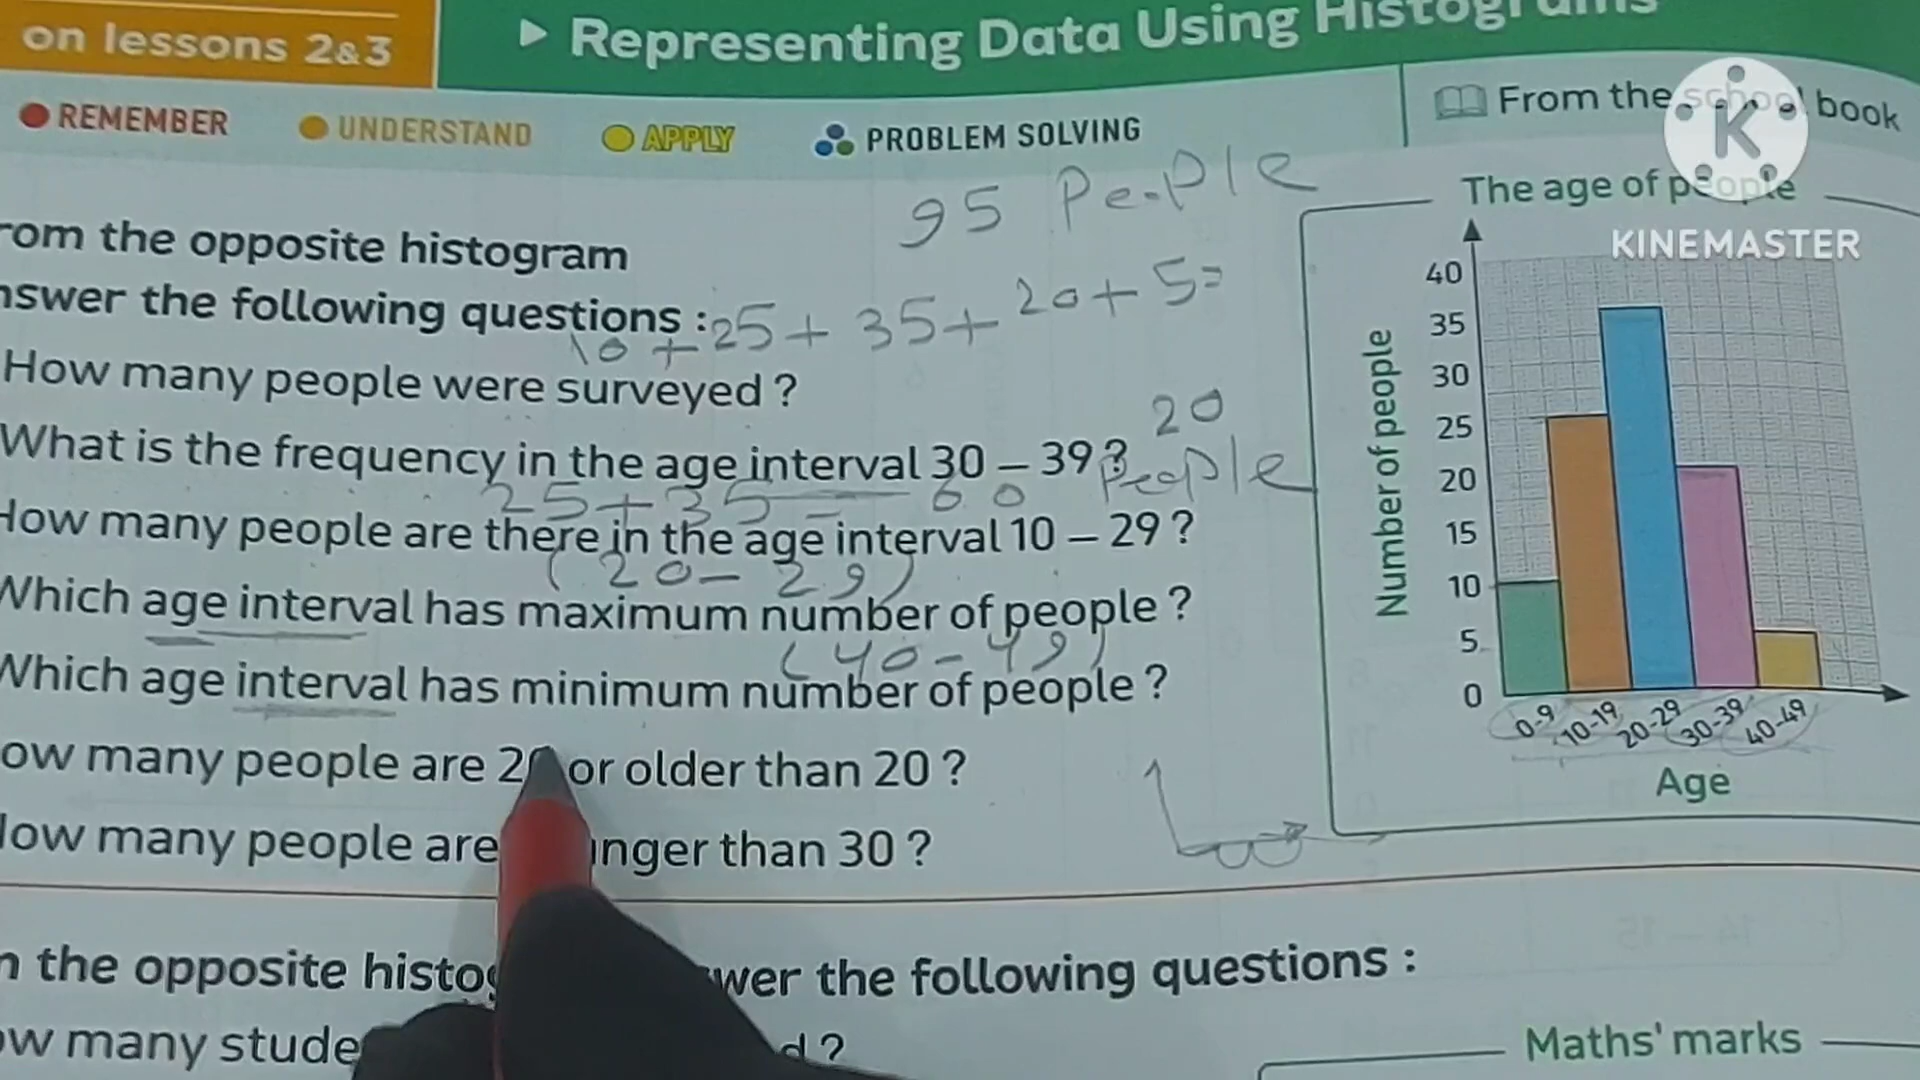 on lessons 2&3
▶ Representing Data Using Histograms
REMEMBER
UNDERSTAND
APPLY
PROBLEM SOLVING
From the school book
KINEMASTER
95 People
rom the opposite histogram
nswer the following questions :
10 + 25 + 35 + 20 + 5 =
How many people were surveyed ?
What is the frequency in the age interval 30 – 39 ?
20
People
25 + 35 = 60
How many people are there in the age interval 10 – 29 ?
(20 - 29)
Which age interval has maximum number of people ?
(40 - 49)
Which age interval has minimum number of people ?
ow many people are 20 or older than 20 ?
How many people are unger than 30 ?
The age of people
Number of people
40
35
30
25
20
15
10
5
0
0-9
10-19
20-29
30-39
40-49
Age
n the opposite histo wer the following questions :
ow many stude d ?
Maths' marks